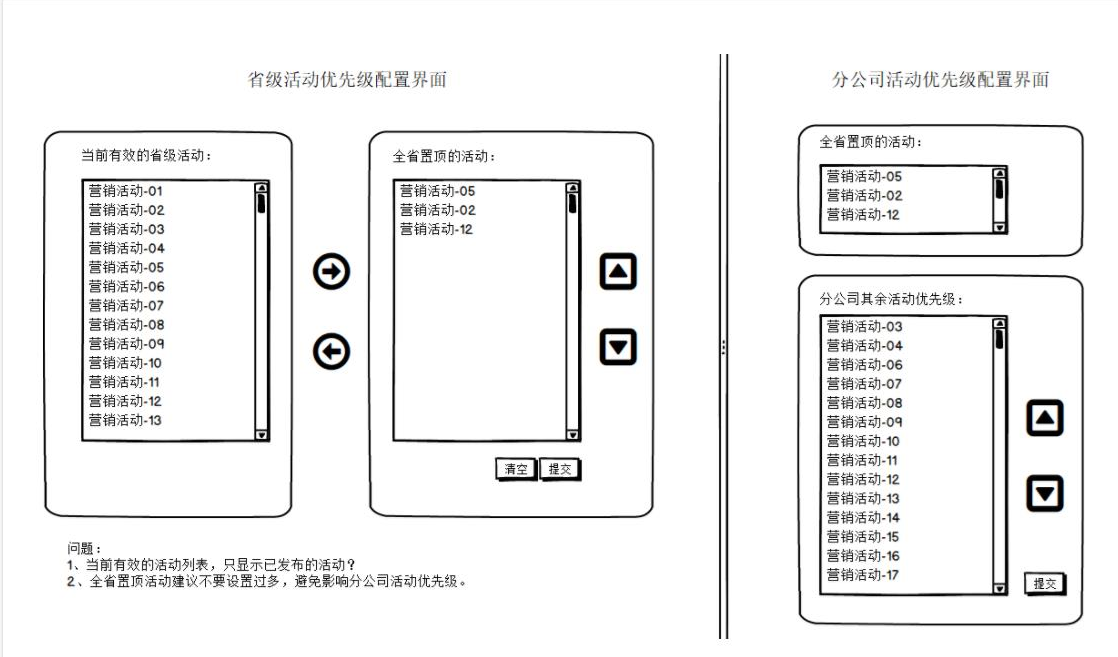 省级活动优先级配置界面
当前有效的省级活动：
营销活动-01
营销活动-02
营销活动-03
营销活动-04
营销活动-05
营销活动-06
营销活动-07
营销活动-08
营销活动-09
营销活动-10
营销活动-11
营销活动-12
营销活动-13
全省置顶的活动：
营销活动-05
营销活动-02
营销活动-12
清空
提交
问题：
1、当前有效的活动列表，只显示已发布的活动？
2、全省置顶活动建议不要设置过多，避免影响分公司活动优先级。
分公司活动优先级配置界面
全省置顶的活动：
营销活动-05
营销活动-02
营销活动-12
分公司其余活动优先级：
营销活动-03
营销活动-04
营销活动-06
营销活动-07
营销活动-08
营销活动-09
营销活动-10
营销活动-11
营销活动-12
营销活动-13
营销活动-14
营销活动-15
营销活动-16
营销活动-17
提交